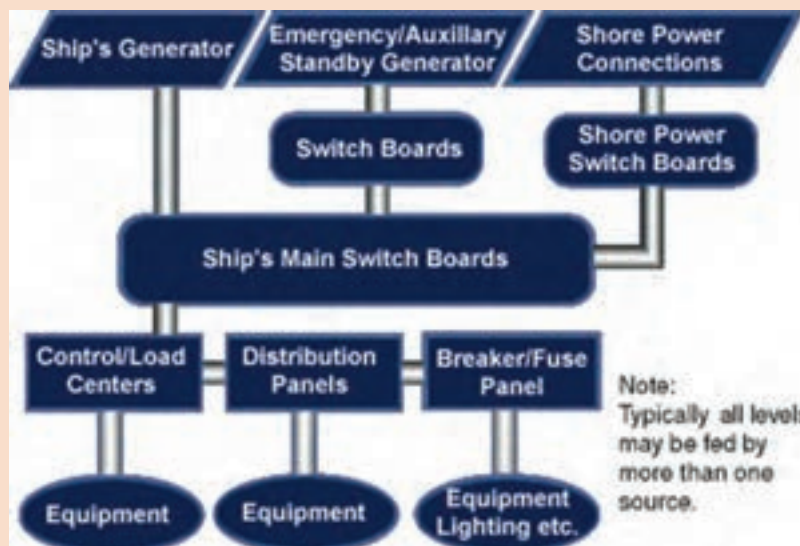 Ship's Generator
Emergency/Auxillary
Standby Generator
Shore Power
Connections
Switch Boards
Shore Power
Switch Boards
Ship's Main Switch Boards
Control/Load
Centers
Distribution
Panels
Breaker/Fuse
Panel
Note:
Typically all levels
may be fed by
more than one
source.
Equipment
Equipment
Equipment
Lighting etc.